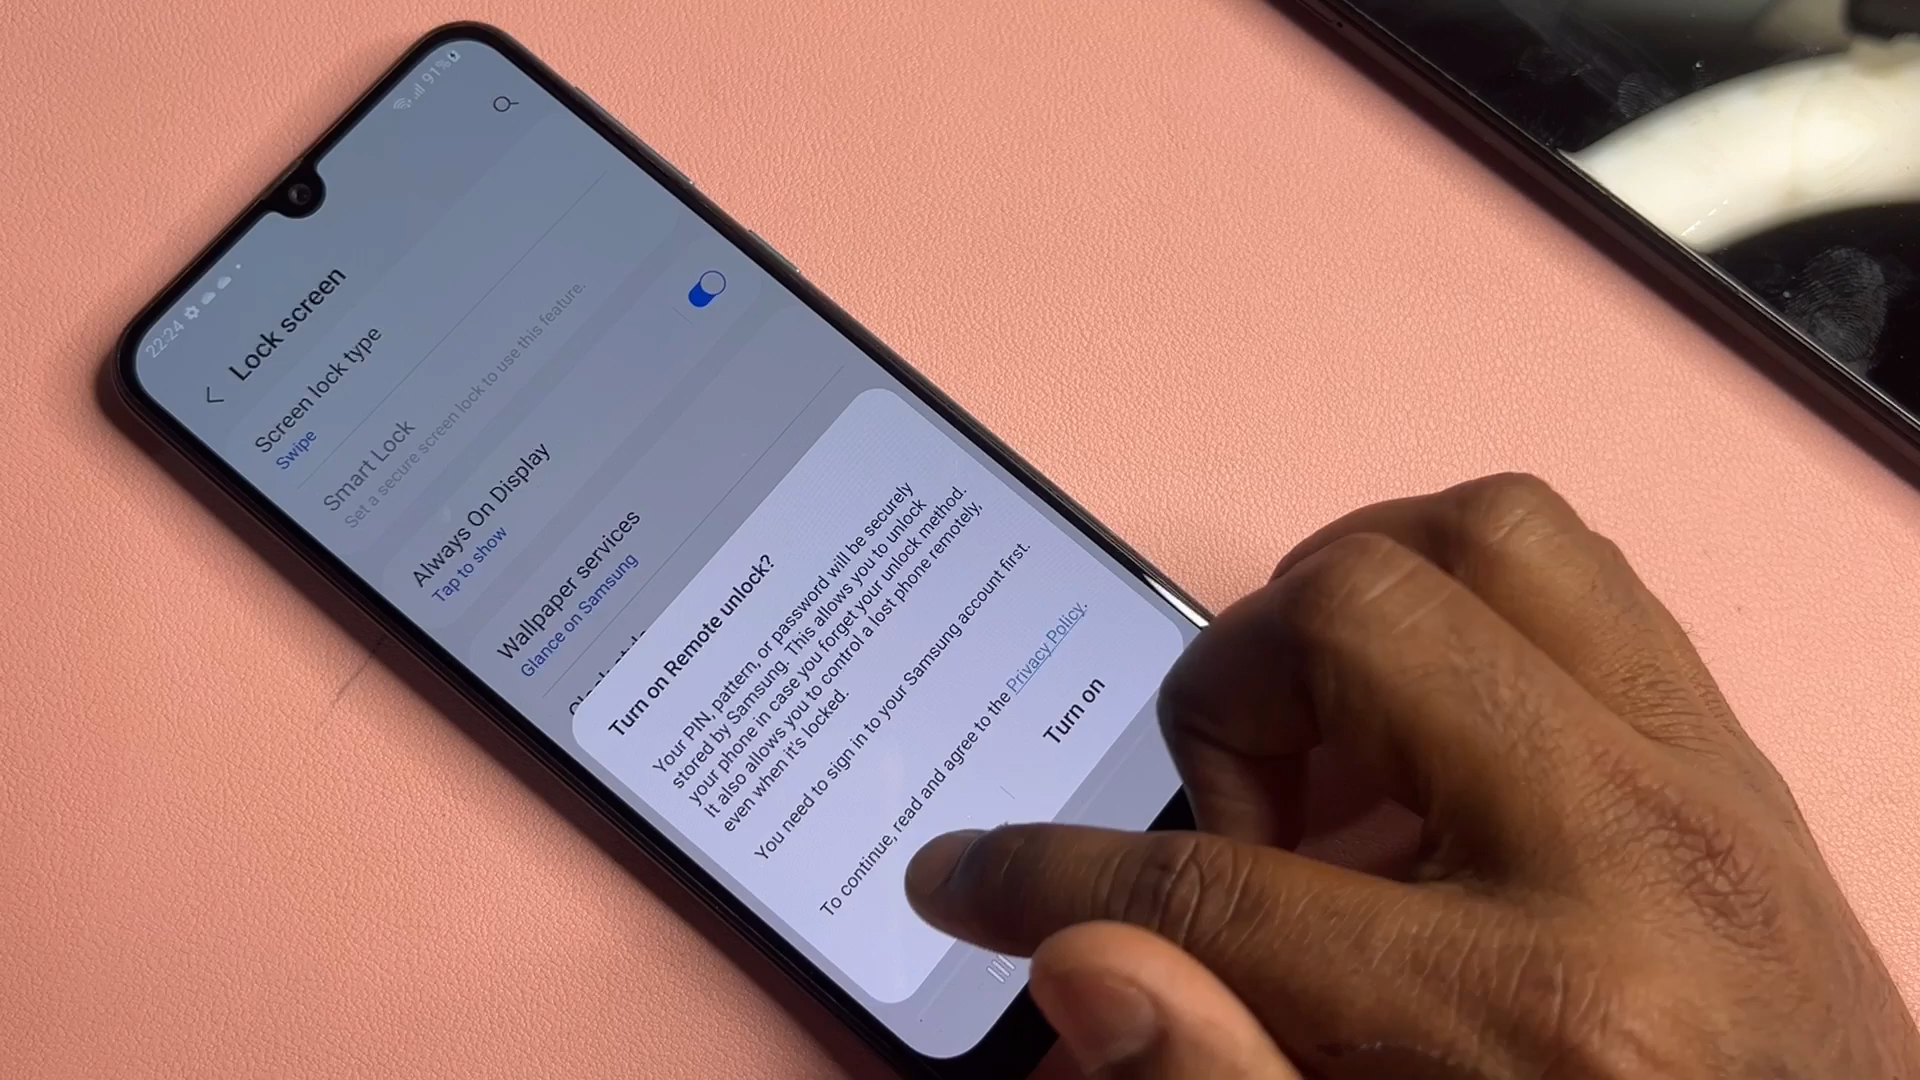 22:24
91%
Lock screen
Screen lock type
Swipe
Smart Lock
Set a secure screen lock to use this feature.
Always On Display
Tap to show
Wallpaper services
Glance on Samsung
Turn on Remote unlock?
Your PIN, pattern, or password will be securely
stored by Samsung. This allows you to unlock
your phone in case you forget your unlock method.
It also allows you to control a lost phone remotely,
even when it's locked.
You need to sign in to your Samsung account first.
To continue, read and agree to the Privacy Policy.
Turn on